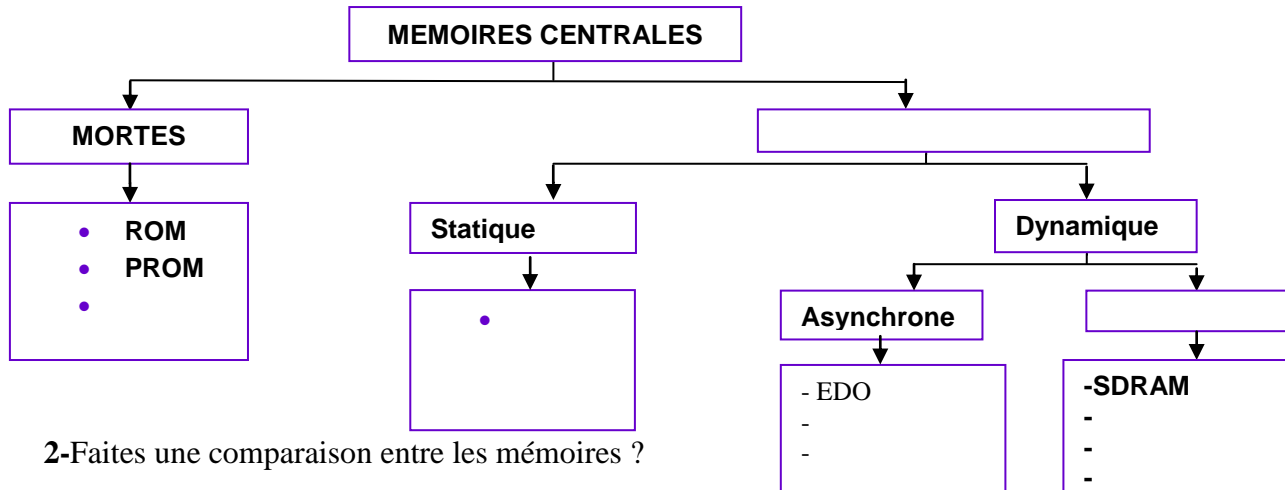 MEMOIRES CENTRALES
MORTES
• ROM
• PROM
•
Statique
•
Dynamique
Asynchrone
- EDO
-
-
-SDRAM
-
-
-
2-Faites une comparaison entre les mémoires ?